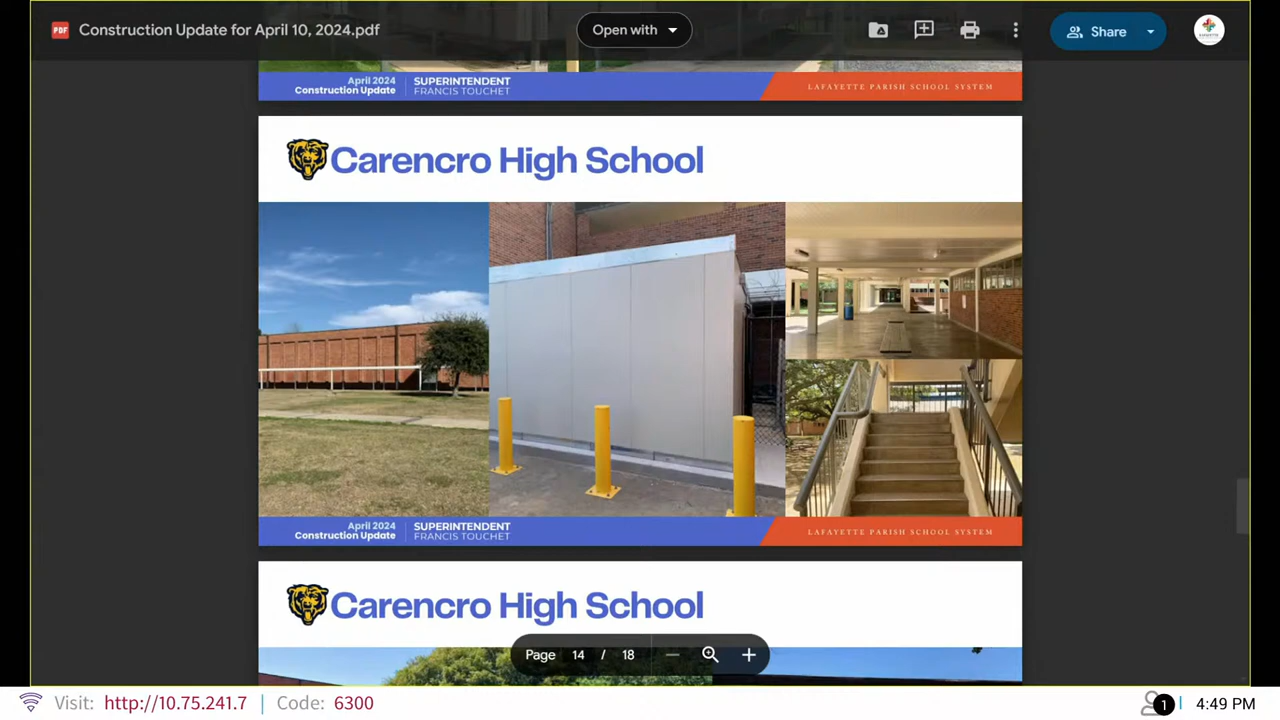 PDF Construction Update for April 10, 2024.pdf
Open with
Share
April 2024
Construction Update
SUPERINTENDENT
FRANCIS TOUCHET
LAFAYETTE PARISH SCHOOL SYSTEM
Carencro High School
April 2024
Construction Update
SUPERINTENDENT
FRANCIS TOUCHET
LAFAYETTE PARISH SCHOOL SYSTEM
Carencro High School
Page 14 / 18
Visit: http://10.75.241.7 | Code: 6300
1
4:49 PM